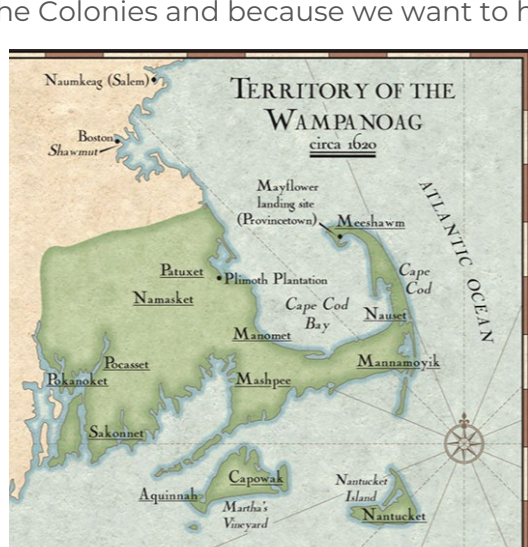 he Colonies and because we want to h
TERRITORY OF THE
WAMPANOAG
circa 1620
Naumkeag (Salem)
Boston
Shawmut
Mayflower
landing site
(Provincetown)
Meeshawm
ATLANTIC OCEAN
Patuxet
Plimoth Plantation
Cape
Cod
Namasket
Cape Cod
Bay
Nauset
Manomet
Pocasset
Mannamoyik
Pokanoket
Mashpee
Sakonnet
Capowak
Aquinnah
Martha's
Vineyard
Nantucket
Island
Nantucket